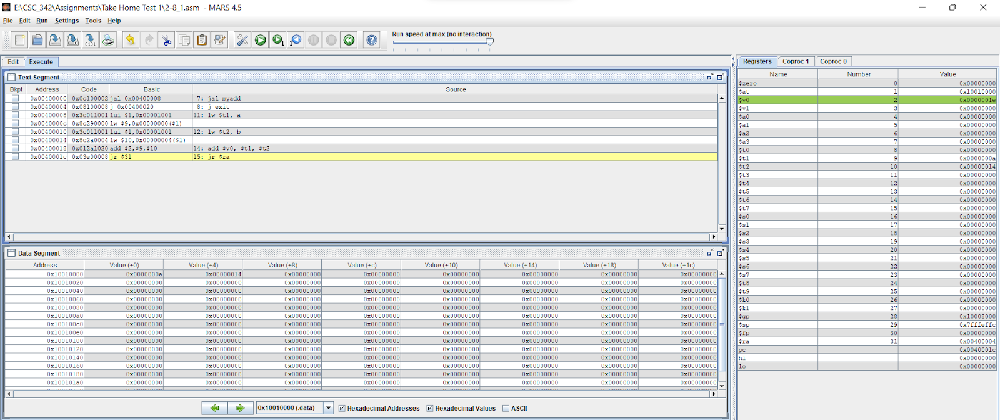 E:\CSC_342\Assignments\Take Home Test 1\2-8_1.asm - MARS 4.5
File Edit Run Settings Tools Help
Run speed at max (no interaction)
Edit Execute
Text Segment
Bkpt Address Code Basic Source
0x00400000 0x0c100002 jal 0x00400008 7: jal myadd
0x00400004 0x08100008 j 0x00400020 8: j exit
0x00400008 0x3c011001 lui $1,0x00001001 11: lw $t1, a
0x0040000c 0x8c290000 lw $9,0x00000000($1)
0x00400010 0x3c011001 lui $1,0x00001001 12: lw $t2, b
0x00400014 0x8c2a0004 lw $10,0x00000004($1)
0x00400018 0x012a1020 add $2,$9,$10 14: add $v0, $t1, $t2
0x0040001c 0x03e00008 jr $31 15: jr $ra
Data Segment
Address Value (+0) Value (+4) Value (+8) Value (+c) Value (+10) Value (+14) Value (+18) Value (+1c)
0x10010000 0x0000000a 0x00000014 0x00000000 0x00000000 0x00000000 0x00000000 0x00000000 0x00000000
0x10010020 0x00000000 0x00000000 0x00000000 0x00000000 0x00000000 0x00000000 0x00000000 0x00000000
0x10010040 0x00000000 0x00000000 0x00000000 0x00000000 0x00000000 0x00000000 0x00000000 0x00000000
0x10010060 0x00000000 0x00000000 0x00000000 0x00000000 0x00000000 0x00000000 0x00000000 0x00000000
0x10010080 0x00000000 0x00000000 0x00000000 0x00000000 0x00000000 0x00000000 0x00000000 0x00000000
0x100100a0 0x00000000 0x00000000 0x00000000 0x00000000 0x00000000 0x00000000 0x00000000 0x00000000
0x100100c0 0x00000000 0x00000000 0x00000000 0x00000000 0x00000000 0x00000000 0x00000000 0x00000000
0x100100e0 0x00000000 0x00000000 0x00000000 0x00000000 0x00000000 0x00000000 0x00000000 0x00000000
0x10010100 0x00000000 0x00000000 0x00000000 0x00000000 0x00000000 0x00000000 0x00000000 0x00000000
0x10010120 0x00000000 0x00000000 0x00000000 0x00000000 0x00000000 0x00000000 0x00000000 0x00000000
0x10010140 0x00000000 0x00000000 0x00000000 0x00000000 0x00000000 0x00000000 0x00000000 0x00000000
0x10010160 0x00000000 0x00000000 0x00000000 0x00000000 0x00000000 0x00000000 0x00000000 0x00000000
0x10010180 0x00000000 0x00000000 0x00000000 0x00000000 0x00000000 0x00000000 0x00000000 0x00000000
0x100101a0 0x00000000 0x00000000 0x00000000 0x00000000 0x00000000 0x00000000 0x00000000 0x00000000
0x10010000 (.data) Hexadecimal Addresses Hexadecimal Values ASCII
Registers Coproc 1 Coproc 0
Name Number Value
$zero 0 0x00000000
$at 1 0x10010000
$v0 2 0x0000001e
$v1 3 0x00000000
$a0 4 0x00000000
$a1 5 0x00000000
$a2 6 0x00000000
$a3 7 0x00000000
$t0 8 0x00000000
$t1 9 0x0000000a
$t2 10 0x00000014
$t3 11 0x00000000
$t4 12 0x00000000
$t5 13 0x00000000
$t6 14 0x00000000
$t7 15 0x00000000
$s0 16 0x00000000
$s1 17 0x00000000
$s2 18 0x00000000
$s3 19 0x00000000
$s4 20 0x00000000
$s5 21 0x00000000
$s6 22 0x00000000
$s7 23 0x00000000
$t8 24 0x00000000
$t9 25 0x00000000
$k0 26 0x00000000
$k1 27 0x00000000
$gp 28 0x10008000
$sp 29 0x7fffeffc
$fp 30 0x00000000
$ra 31 0x00400004
pc 0x0040001c
hi 0x00000000
lo 0x00000000